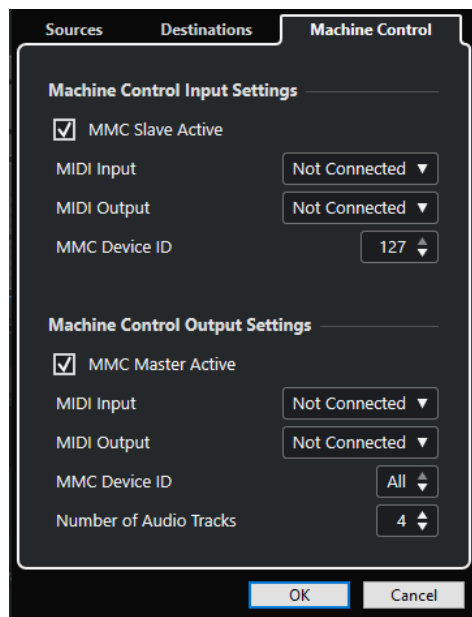 Sources Destinations Machine Control
Machine Control Input Settings
MMC Slave Active
MIDI Input Not Connected
MIDI Output Not Connected
MMC Device ID 127
Machine Control Output Settings
MMC Master Active
MIDI Input Not Connected
MIDI Output Not Connected
MMC Device ID All
Number of Audio Tracks 4
OK Cancel